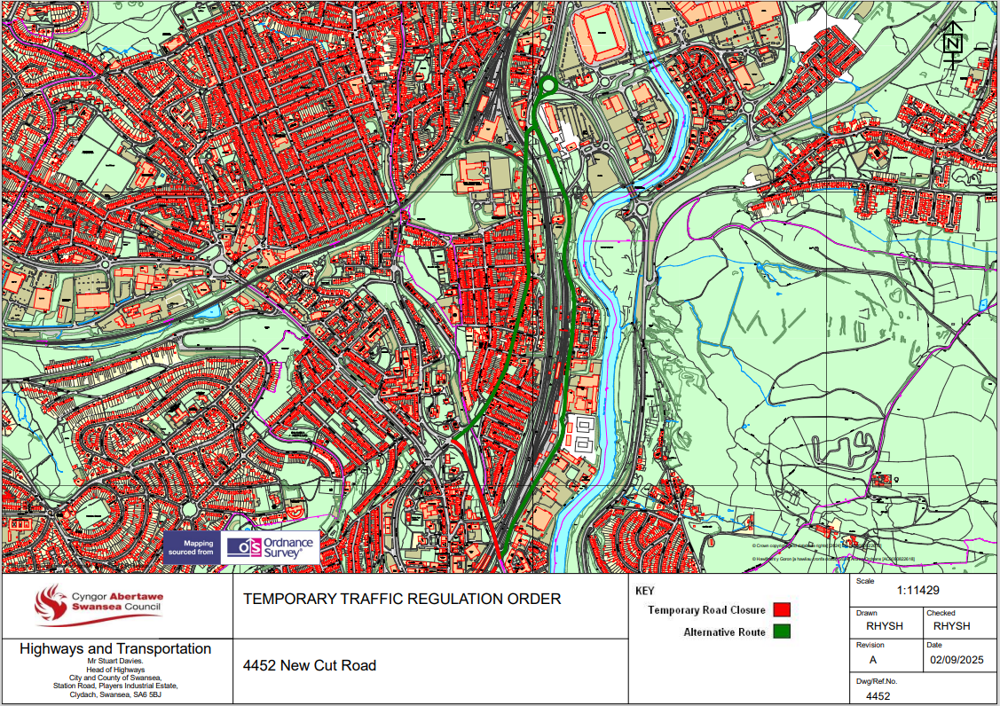 N
Mapping
sourced from
OS
Ordnance
Survey®
Cyngor Abertawe
Swansea Council
Highways and Transportation
Mr Stuart Davies.
Head of Highways
City and County of Swansea,
Station Road, Players Industrial Estate,
Clydach, Swansea, SA6 5BJ
TEMPORARY TRAFFIC REGULATION ORDER
4452 New Cut Road
KEY
Temporary Road Closure
Alternative Route
Scale
1:11429
Drawn
RHYSH
Checked
RHYSH
Revision
A
Date
02/09/2025
Dwg/Ref.No.
4452